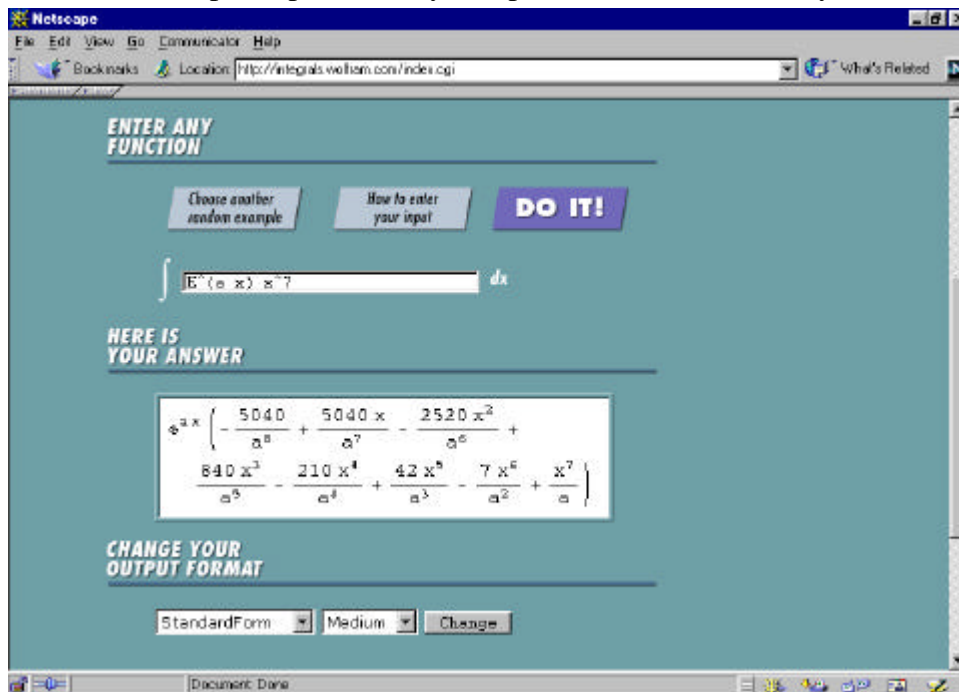 Netscape
File Edit View Go Communicator Help
Bookmarks Location: http://integrals.wolfram.com/index.cgi What's Related
ENTER ANY
FUNCTION
Choose another
random example
How to enter
your input
DO IT!
∫ E^(a x) x^7 dx
HERE IS
YOUR ANSWER
e^{a x} ( - 5040/a^8 + 5040 x/a^7 - 2520 x^2/a^6 +
840 x^3/a^5 - 210 x^4/a^4 + 42 x^5/a^3 - 7 x^6/a^2 + x^7/a )
CHANGE YOUR
OUTPUT FORMAT
StandardForm Medium Change
Document: Done